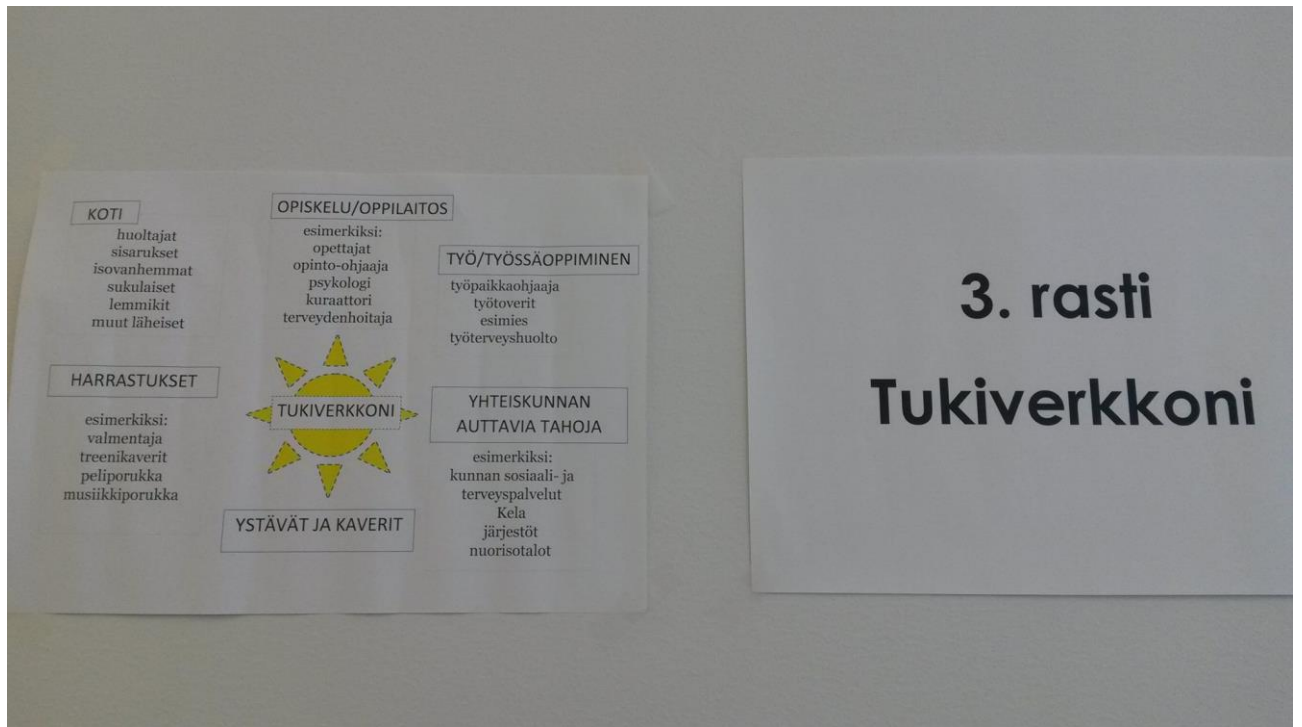 KOTI
huoltajat
sisarukset
isovanhemmat
sukulaiset
lemmikit
muut läheiset
OPISKELU/OPPILAITOS
esimerkiksi:
opettajat
opinto-ohjaaja
psykologi
kuraattori
terveydenhoitaja
TYÖ/TYÖSSÄOPPIMINEN
työpaikkaohjaaja
työtoverit
esimies
työterveyshuolto
HARRASTUKSET
esimerkiksi:
valmentaja
treenikaverit
peliporukka
musiikkiporukka
TUKIVERKKONI
YHTEISKUNNAN
AUTTAVIA TAHOJA
esimerkiksi:
kunnan sosiaali- ja
terveyspalvelut
Kela
järjestöt
nuorisotalot
YSTÄVÄT JA KAVERIT
3. rasti
Tukiverkkoni